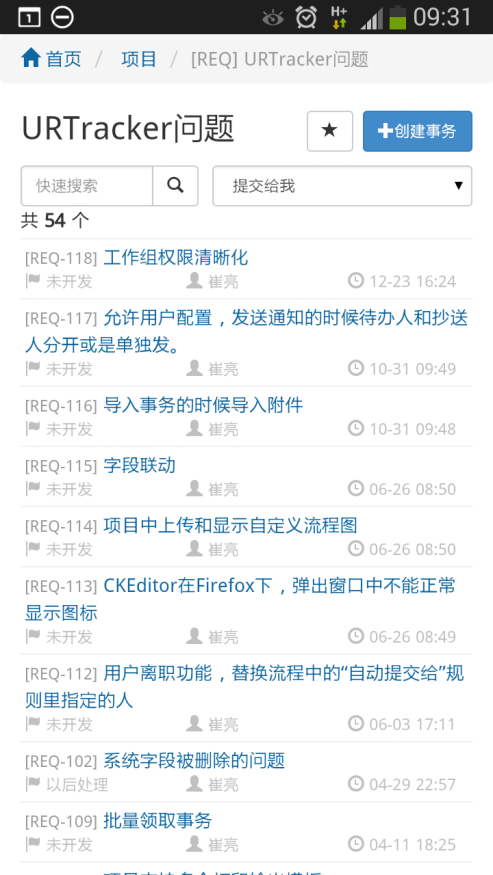 1 H+ 09:31
首页 / 项目 / [REQ] URTracker问题
URTracker问题 ★ 创建事务
快速搜索 提交给我
共 54 个
[REQ-118] 工作组权限清晰化
未开发 崔亮 12-23 16:24
[REQ-117] 允许用户配置，发送通知的时候待办人和抄送
人分开或是单独发。
未开发 崔亮 10-31 09:49
[REQ-116] 导入事务的时候导入附件
未开发 崔亮 10-31 09:48
[REQ-115] 字段联动
未开发 崔亮 06-26 08:50
[REQ-114] 项目中上传和显示自定义流程图
未开发 崔亮 06-26 08:50
[REQ-113] CKEditor在Firefox下，弹出窗口中不能正常
显示图标
未开发 崔亮 06-26 08:49
[REQ-112] 用户离职功能，替换流程中的“自动提交给”规
则里指定的人
未开发 崔亮 06-03 17:11
[REQ-102] 系统字段被删除的问题
以后处理 崔亮 04-29 22:57
[REQ-109] 批量领取事务
未开发 崔亮 04-11 18:25